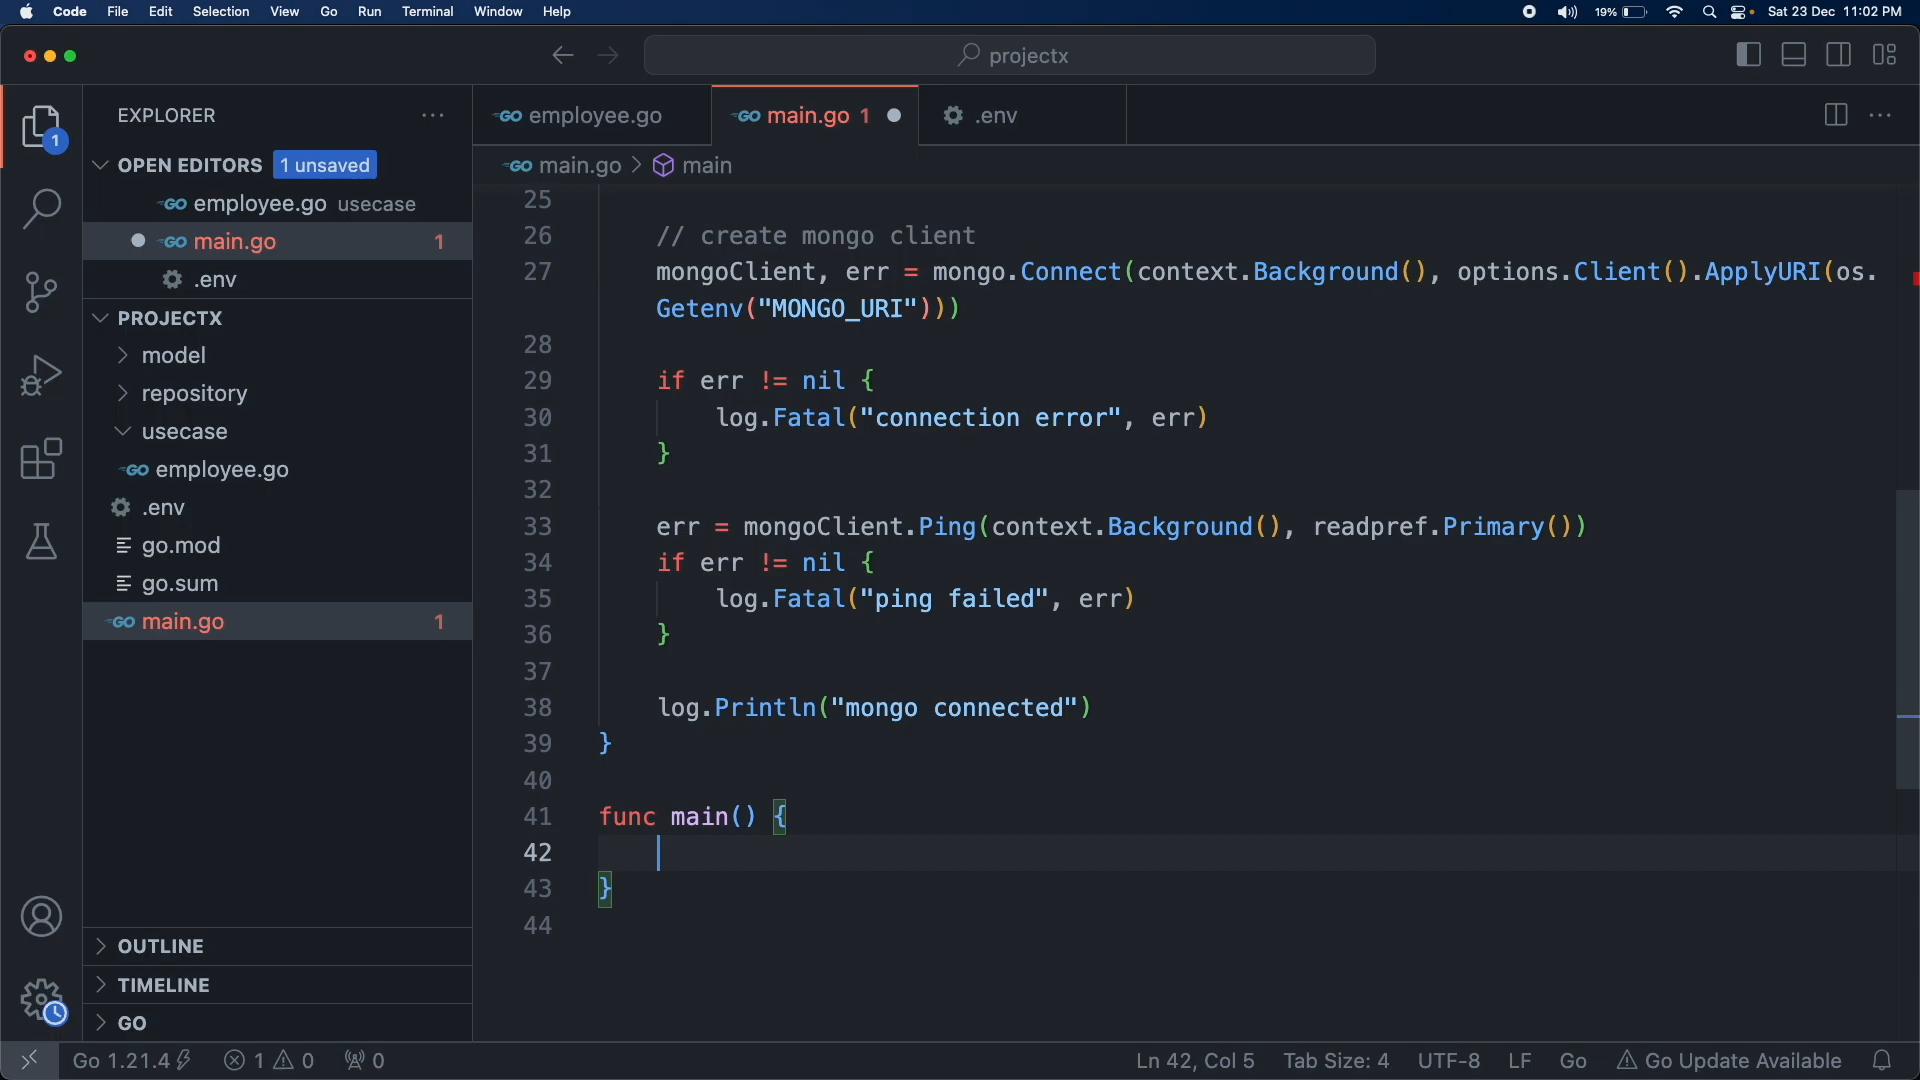 Code File Edit Selection View Go Run Terminal Window Help 19% Sat 23 Dec 11:02 PM
projectx
EXPLORER
OPEN EDITORS 1 unsaved
employee.go usecase
main.go 1
.env
PROJECTX
model
repository
usecase
employee.go
.env
go.mod
go.sum
main.go 1
OUTLINE
TIMELINE
GO
1
employee.go main.go 1 .env
main.go > main
25
26 // create mongo client
27 mongoClient, err = mongo.Connect(context.Background(), options.Client().ApplyURI(os.
Getenv("MONGO_URI")))
28
29 if err != nil {
30 log.Fatal("connection error", err)
31 }
32
33 err = mongoClient.Ping(context.Background(), readpref.Primary())
34 if err != nil {
35 log.Fatal("ping failed", err)
36 }
37
38 log.Println("mongo connected")
39 }
40
41 func main() {
42
43 }
44
Go 1.21.4 1 0 0 Ln 42, Col 5 Tab Size: 4 UTF-8 LF Go Go Update Available